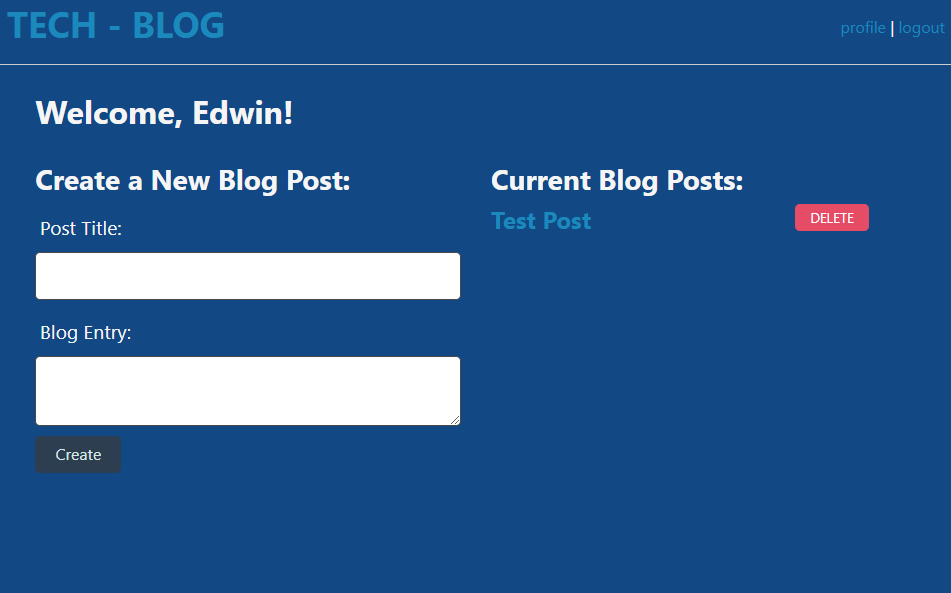 TECH - BLOG
profile | logout
Welcome, Edwin!
Create a New Blog Post:
Post Title:
Blog Entry:
Create
Current Blog Posts:
Test Post
DELETE